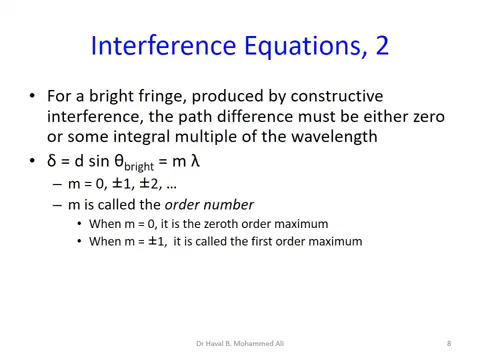 Interference Equations, 2
• For a bright fringe, produced by constructive
interference, the path difference must be either zero
or some integral multiple of the wavelength
• δ = d sin θbright = m λ
– m = 0, ±1, ±2, …
– m is called the order number
• When m = 0, it is the zeroth order maximum
• When m = ±1, it is called the first order maximum
Dr Haval B. Mohammed Ali
8